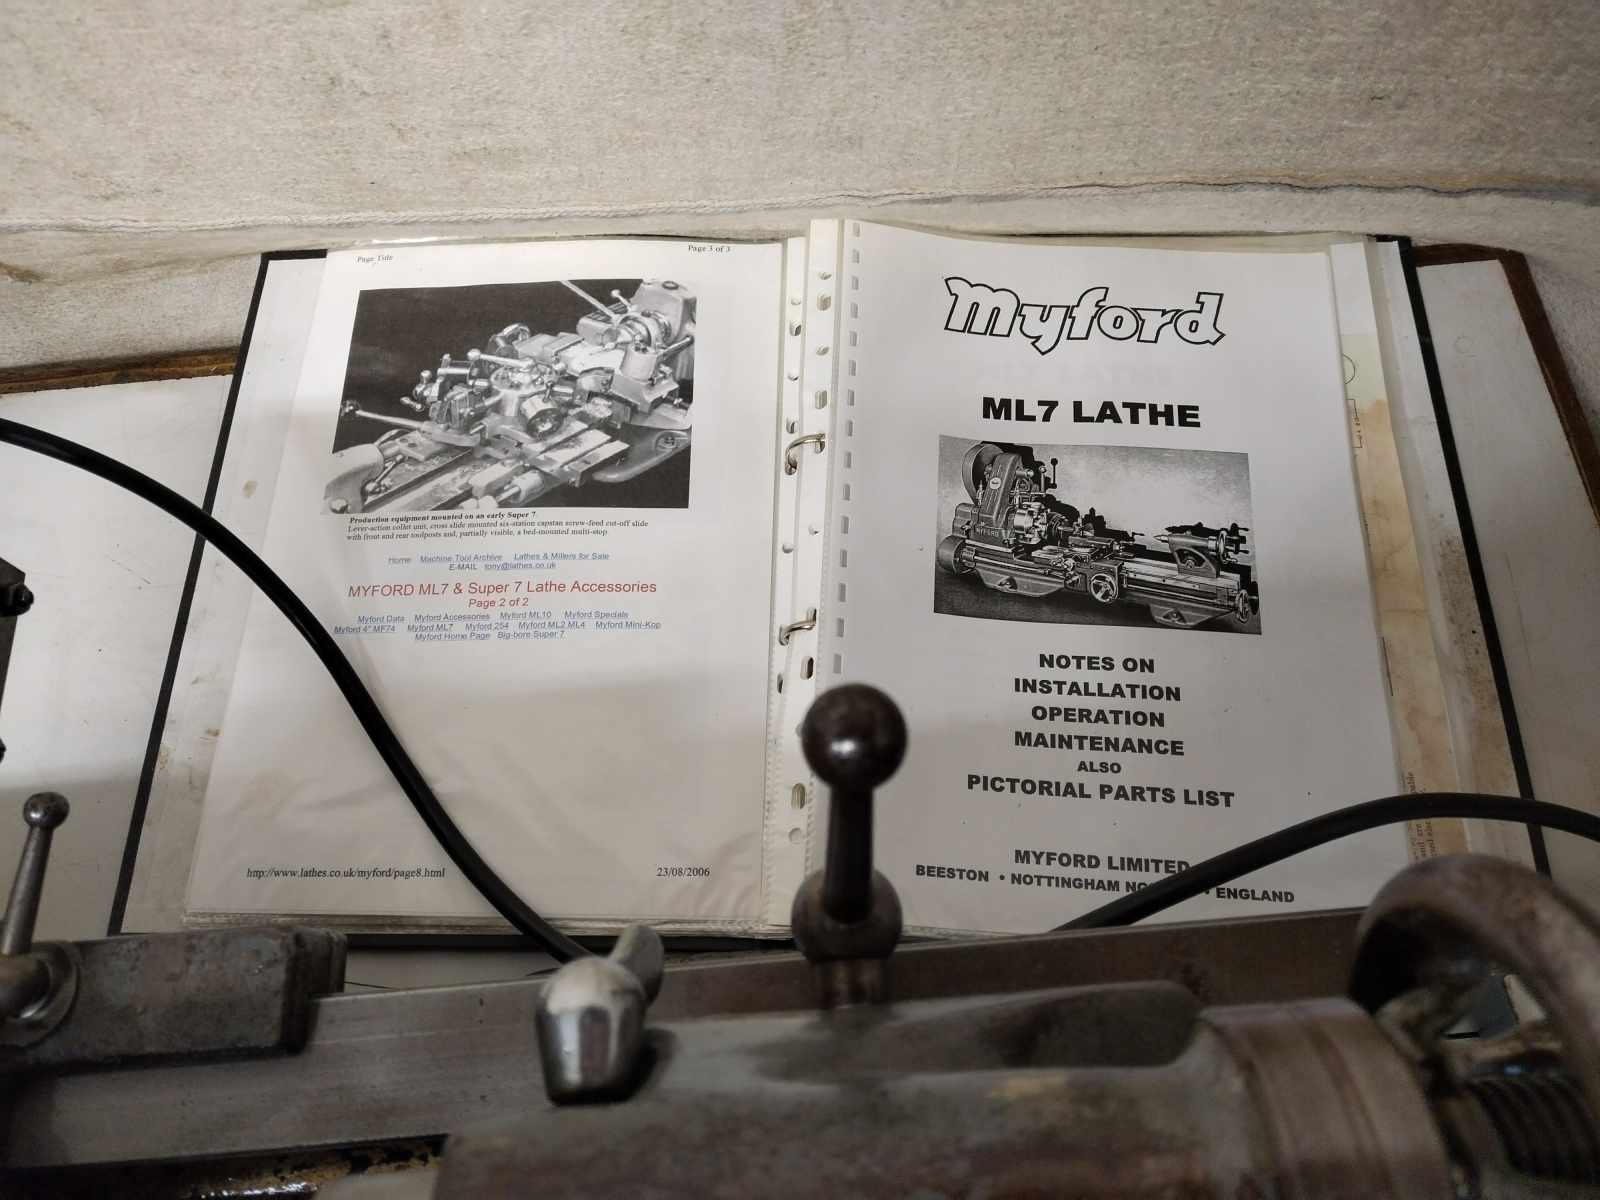 Page Title
Page 3 of 3
Production equipment mounted on an early Super 7.
Lever-action collet unit, cross slide mounted six-station capstan screw-feed cut-off slide
with front and rear toolposts and, partially visible, a bed-mounted multi-stop.
Home Machine Tool Archive Lathes & Millers for Sale
E-MAIL tony@lathes.co.uk
MYFORD ML7 & Super 7 Lathe Accessories
Page 2 of 2
Myford Data Myford Accessories Myford ML10 Myford Specials
Myford 4" MF74 Myford ML7 Myford 254 Myford ML2 ML4 Myford Mini-Kop
Myford Home Page Big-bore Super 7
http://www.lathes.co.uk/myford/page8.html
23/08/2006
Myford
ML7 LATHE
MYFORD
NOTES ON
INSTALLATION
OPERATION
MAINTENANCE
ALSO
PICTORIAL PARTS LIST
MYFORD LIMITED
BEESTON • NOTTINGHAM • ENGLAND